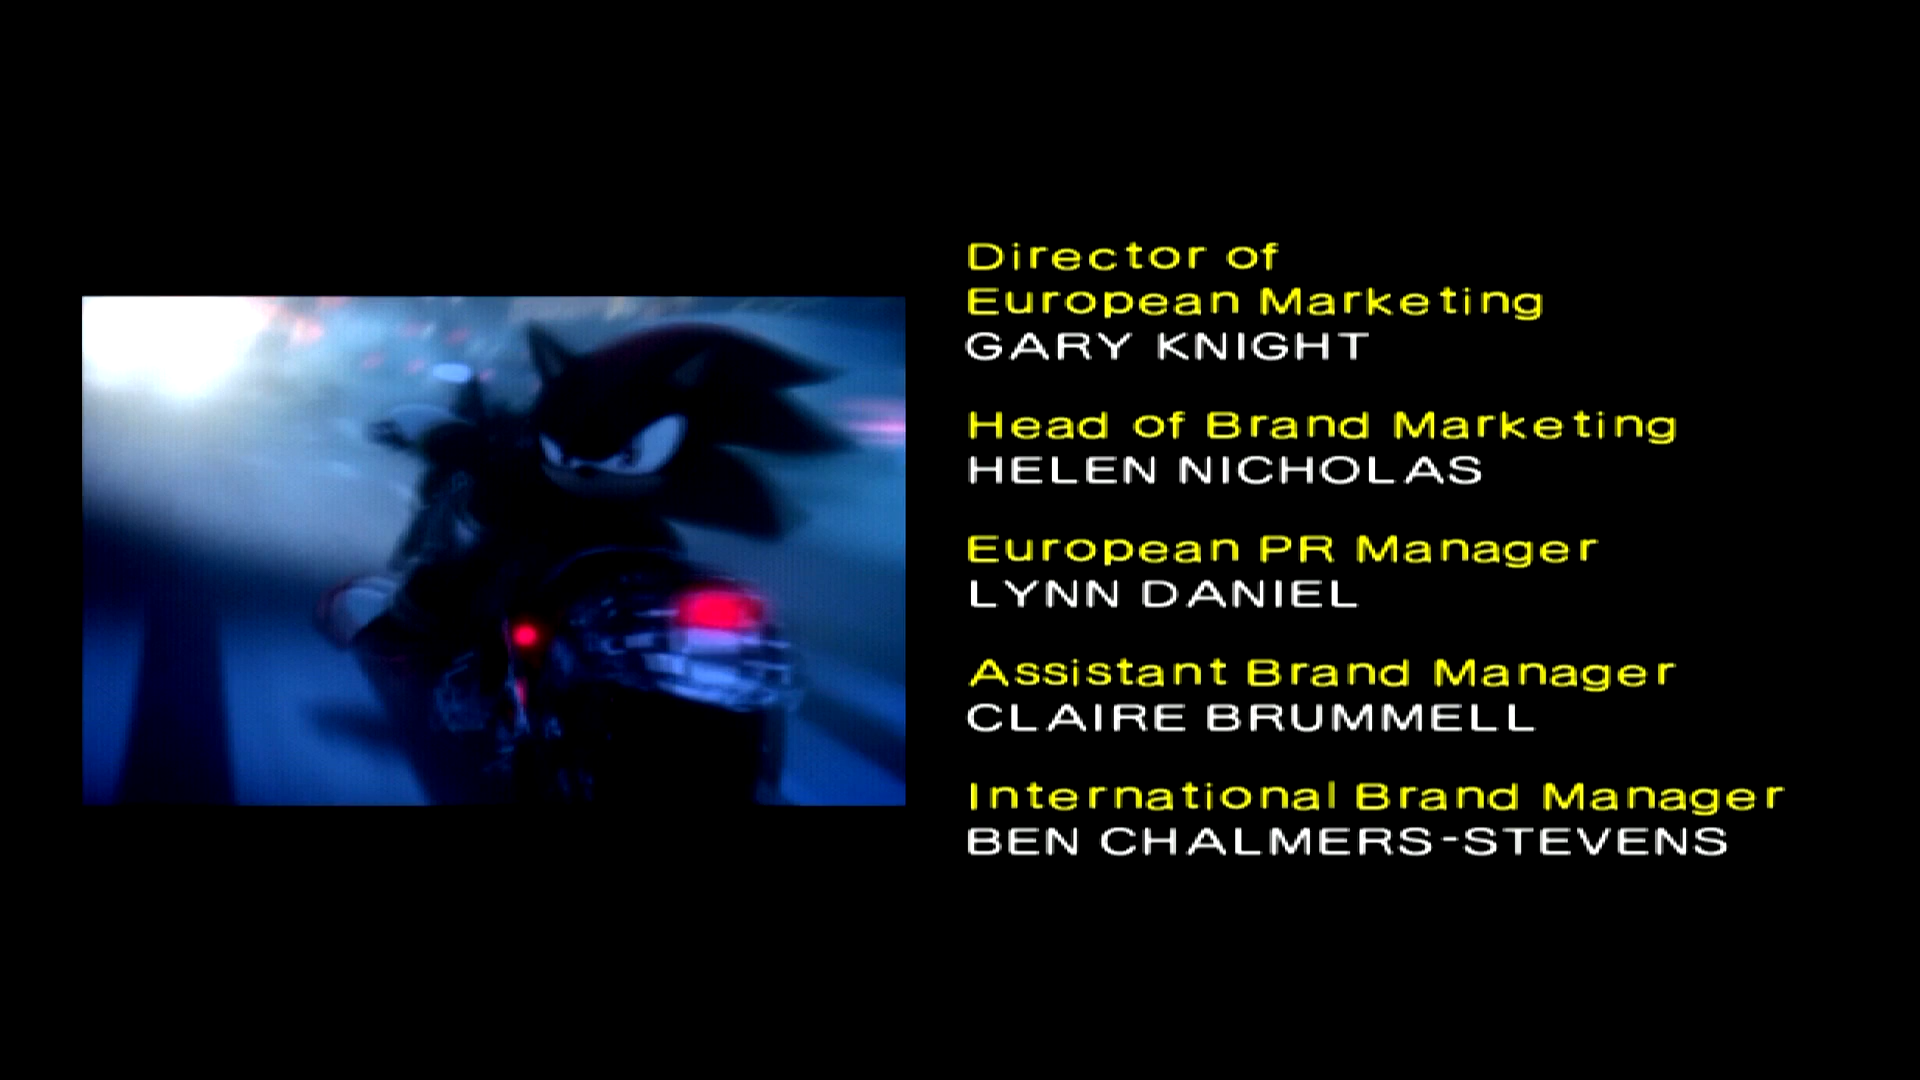 Director of
European Marketing
GARY KNIGHT
Head of Brand Marketing
HELEN NICHOLAS
European PR Manager
LYNN DANIEL
Assistant Brand Manager
CLAIRE BRUMMELL
International Brand Manager
BEN CHALMERS-STEVENS